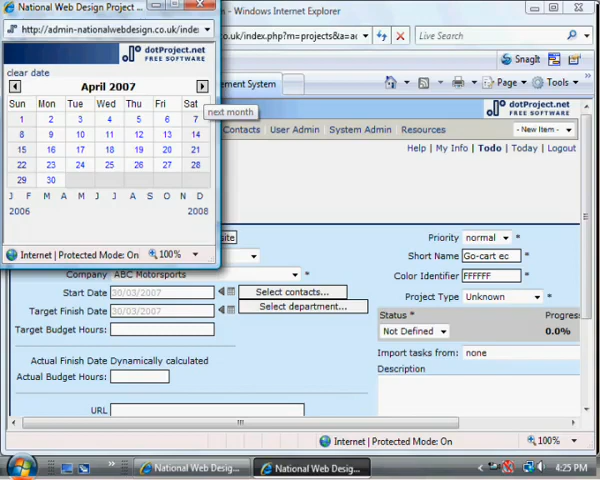 National Web Design Project ...
- Windows Internet Explorer
http://admin-nationalwebdesign.co.uk/index
.co.uk/index.php?m=projects&a=ac
Live Search
dotProject.net
FREE SOFTWARE
SnagIt
clear date
April 2007
ement System
Page
Tools
Sun Mon Tue Wed Thu Fri Sat
next month
dotProject.net
FREE SOFTWARE
1 2 3 4 5 6 7
8 9 10 11 12 13 14
Contacts User Admin System Admin Resources
- New Item -
15 16 17 18 19 20 21
Help | My Info | Todo | Today | Logout
22 23 24 25 26 27 28
29 30
J F M A M J J A S O N D
2006 2008
site
Priority normal *
Internet | Protected Mode: On 100%
Short Name Go-cart ec *
Company ABC Motorsports *
Color Identifier FFFFFF *
Start Date 30/03/2007 Select contacts...
Project Type Unknown *
Target Finish Date 30/03/2007 Select department...
Status * Progress
Target Budget Hours:
Not Defined 0.0%
Import tasks from: none
Actual Finish Date Dynamically calculated
Description
Actual Budget Hours:
URL
Internet | Protected Mode: On 100%
National Web Desig... National Web Desig... 4:25 PM